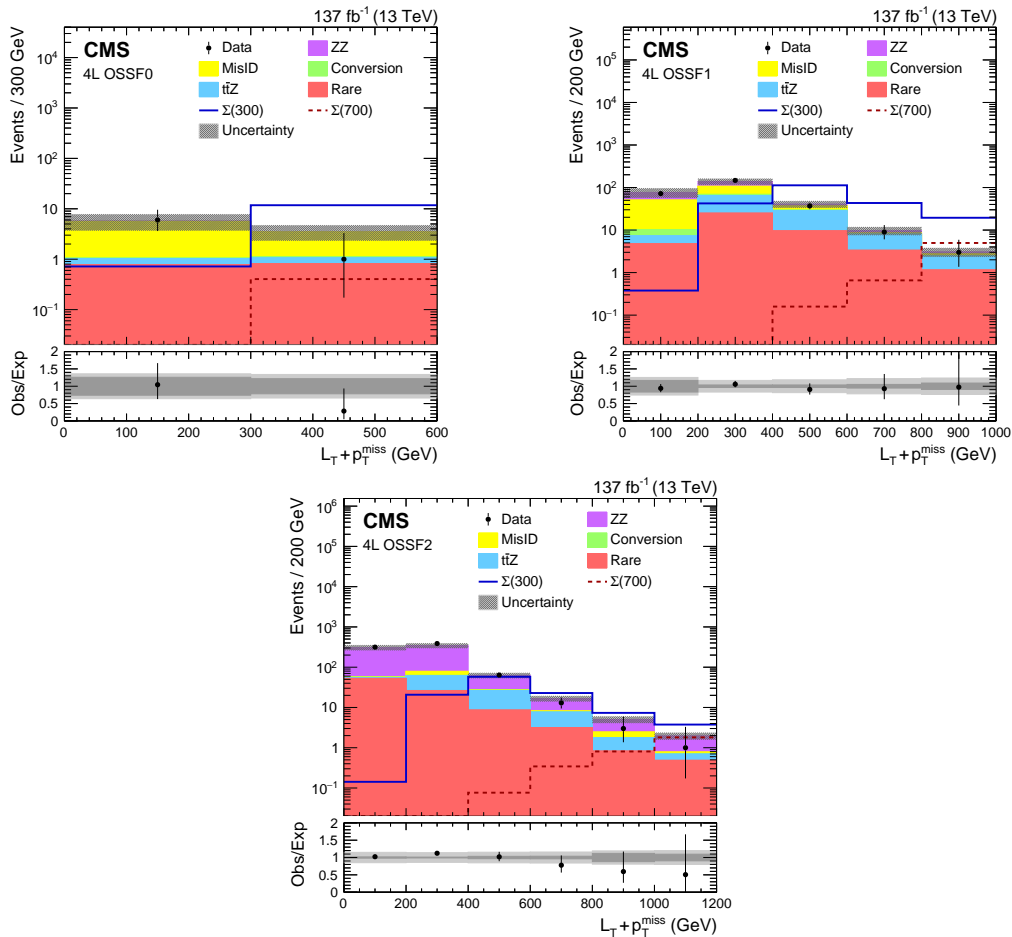 137 fb⁻¹ (13 TeV)
CMS
4L OSSF0
Data
ZZ
MisID
Conversion
tt̄Z
Rare
Σ(300)
Σ(700)
Uncertainty
Events / 300 GeV
10⁴
10³
10²
10
1
10⁻¹
Obs/Exp
2
1.5
1
0.5
0
0 100 200 300 400 500 600
L_T + p_T^miss (GeV)
137 fb⁻¹ (13 TeV)
CMS
4L OSSF1
Data
ZZ
MisID
Conversion
tt̄Z
Rare
Σ(300)
Σ(700)
Uncertainty
Events / 200 GeV
10⁵
10⁴
10³
10²
10
1
10⁻¹
Obs/Exp
2
1.5
1
0.5
0
0 100 200 300 400 500 600 700 800 900 1000
L_T + p_T^miss (GeV)
137 fb⁻¹ (13 TeV)
CMS
4L OSSF2
Data
ZZ
MisID
Conversion
tt̄Z
Rare
Σ(300)
Σ(700)
Uncertainty
Events / 200 GeV
10⁶
10⁵
10⁴
10³
10²
10
1
10⁻¹
Obs/Exp
2
1.5
1
0.5
0
0 200 400 600 800 1000 1200
L_T + p_T^miss (GeV)